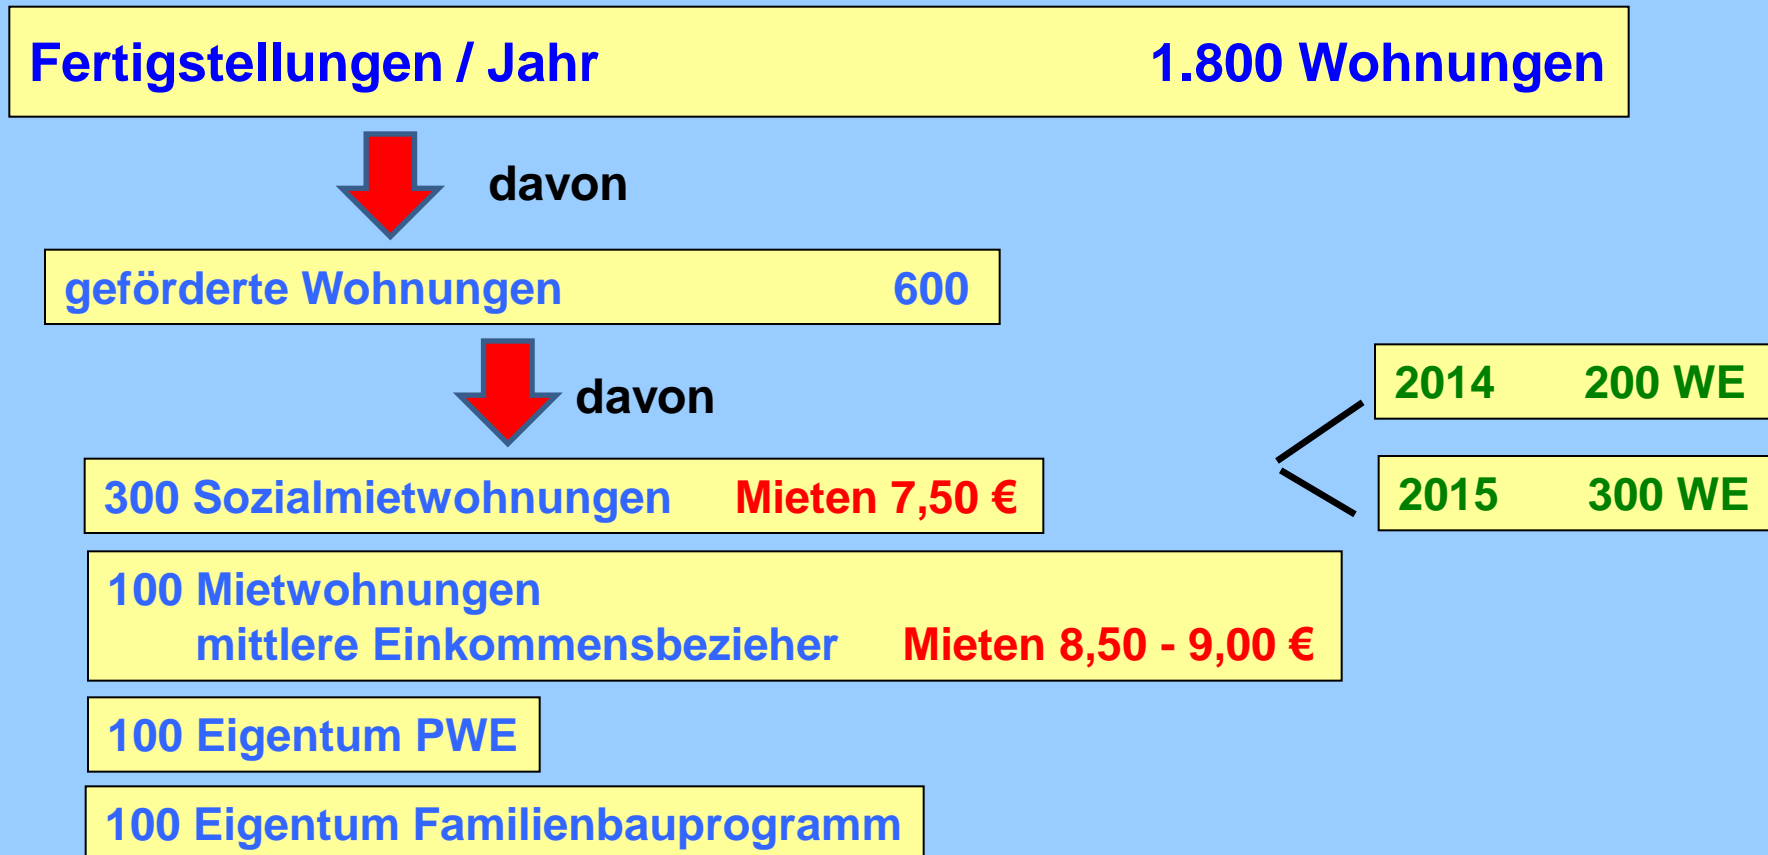 Fertigstellungen / Jahr 1.800 Wohnungen
davon
geförderte Wohnungen 600
davon
300 Sozialmietwohnungen Mieten 7,50 €
2014 200 WE
2015 300 WE
100 Mietwohnungen
mittlere Einkommensbezieher Mieten 8,50 - 9,00 €
100 Eigentum PWE
100 Eigentum Familienbauprogramm